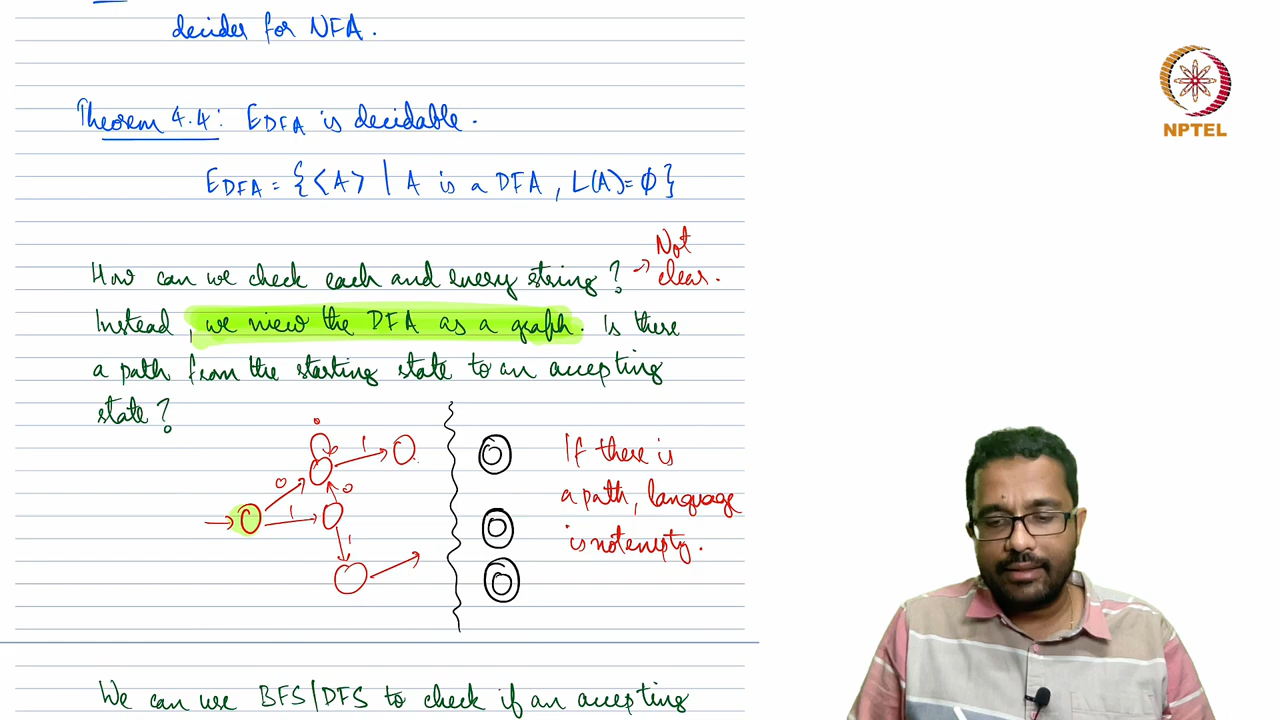 decider for NFA.
Theorem 4.4: EDFA is decidable.
EDFA = {<A> | A is a DFA, L(A) = ϕ}
How can we check each and every string? → Not clear.
Instead, we view the DFA as a graph. Is there
a path from the starting state to an accepting
state?
0
1
0
1
0
1
If there is
a path, language
is not empty.
We can use BFS/DFS to check if an accepting
NPTEL